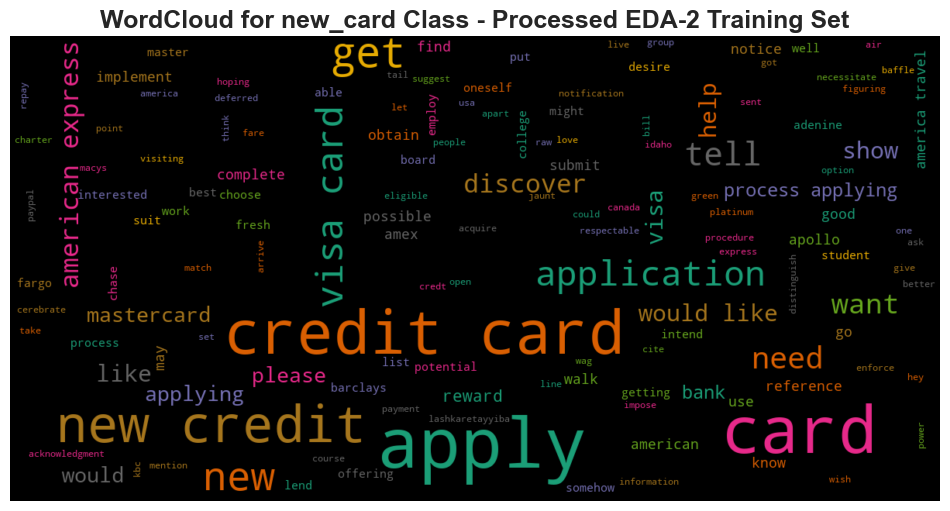 WordCloud for new_card Class - Processed EDA-2 Training Set
master
get
find
put
live
group
notice
well
air
implement
tail
suggest
desire
got
necessitate
baffle
repay
america
hoping
deferred
able
oneself
notification
help
sent
figuring
america travel
american express
let
employ
usa
might
love
charter
point
think
fare
obtain
people
apart
college
raw
bill
idaho
adenine
visiting
visa card
board
tell
show
macys
complete
submit
option
paypal
interested
best
choose
eligible
discover
green
process applying
work
suit
fresh
possible
jaunt
could
canada
visa
platinum
good
respectable
amex
acquire
procedure
express
apollo
one
ask
student
arrive
match
chase
fargo
credt
open
application
distinguish
give
better
cerebrate
mastercard
would like
want
take
set
credit card
intend
go
process
may
list
potential
wag
cite
need
enforce
hey
like
please
barclays
line
walk
applying
reward
getting
bank
use
reference
impose
new credit
payment
lashkaretayyiba
apply
american
card
power
acknowledgment
course
kbc
mention
offering
know
would
new
lend
somehow
information
wish